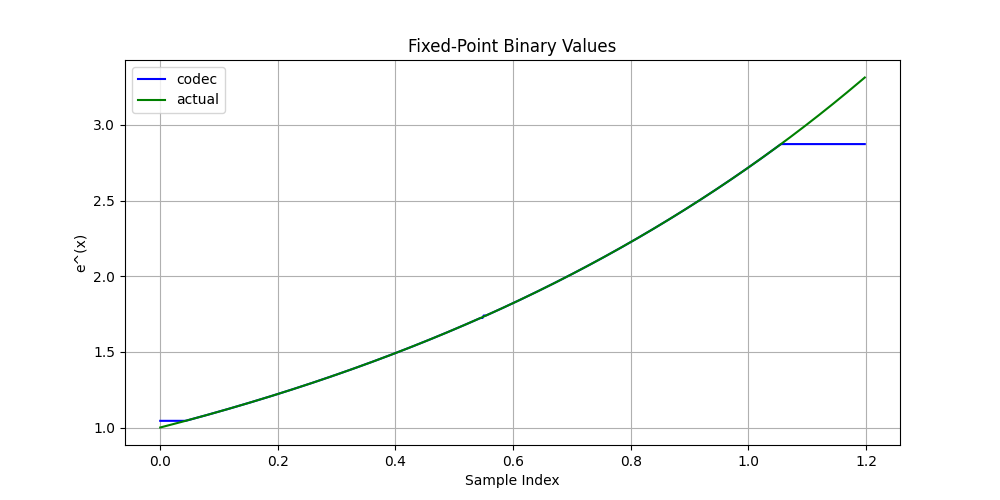 Fixed-Point Binary Values
codec
actual
e^(x)
3.0
2.5
2.0
1.5
1.0
0.0 0.2 0.4 0.6 0.8 1.0 1.2
Sample Index